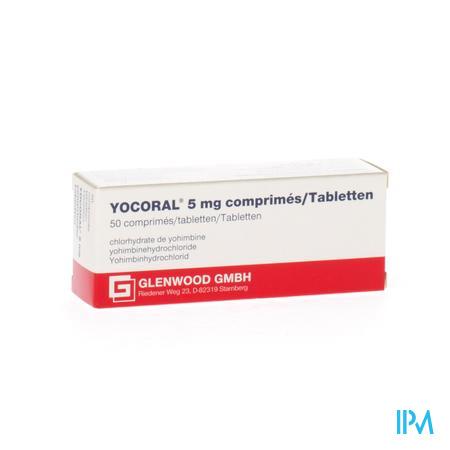 YOCORAL® 5 mg comprimés/Tabletten
50 comprimés/tabletten/Tabletten
chlorhydrate de yohimbine
yohimbinehydrochloride
Yohimbinhydrochlorid
GLENWOOD GMBH
Riedener Weg 23, D-82319 Starnberg
IPM